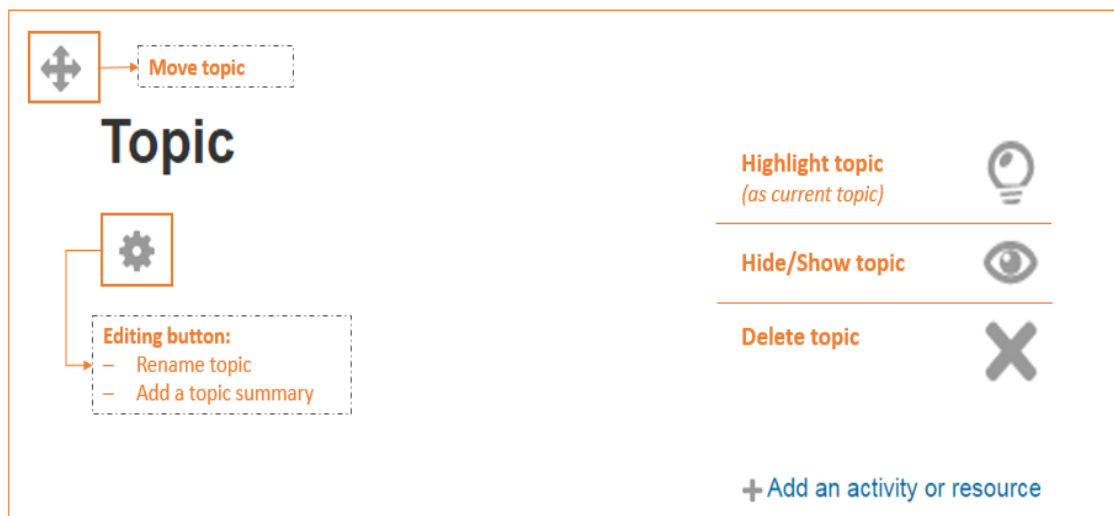 Move topic
Topic
Highlight topic
(as current topic)
Hide/Show topic
Editing button:
– Rename topic
– Add a topic summary
Delete topic
Add an activity or resource